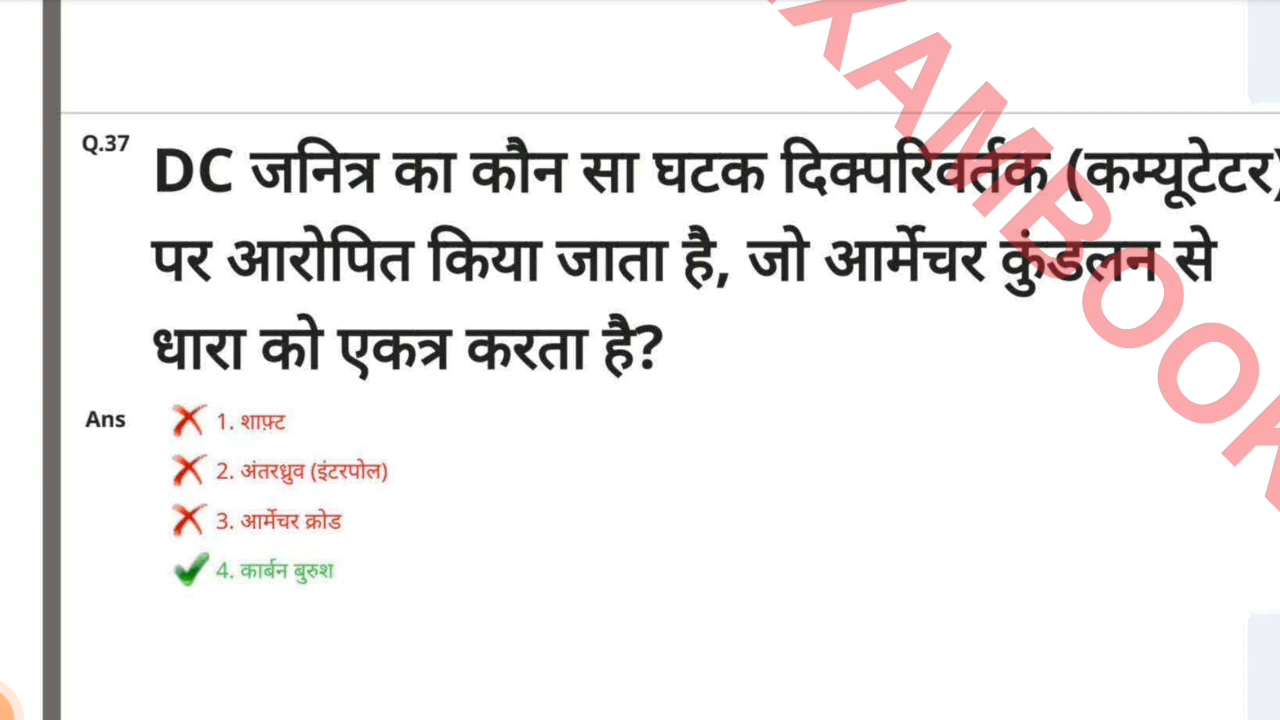 Q.37 DC जनित्र का कौन सा घटक दिक्परिवर्तक (कम्यूटेटर)
पर आरोपित किया जाता है, जो आर्मेचर कुंडलन से
धारा को एकत्र करता है?
Ans 1. शाफ़्ट
2. अंतरध्रुव (इंटरपोल)
3. आर्मेचर क्रोड
4. कार्बन बुरुश
XAMBOOK